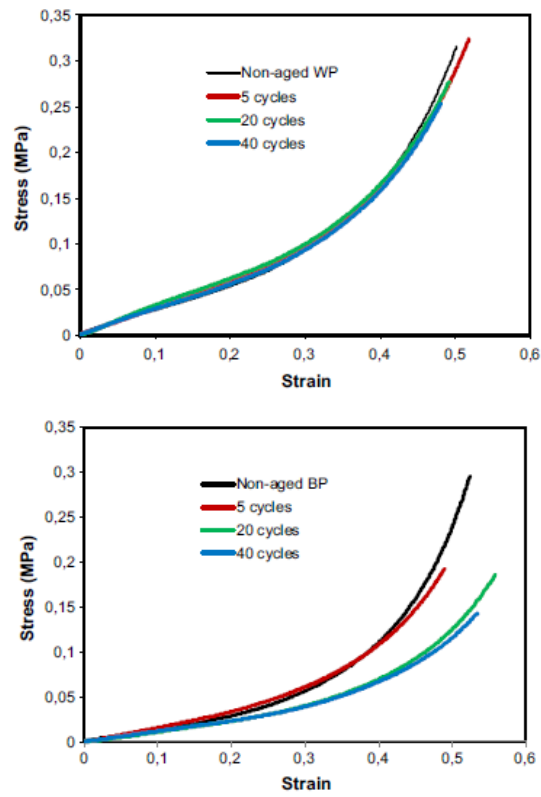 0,35
0,3
0,25
0,2
0,15
0,1
0,05
0
Stress (MPa)
Non-aged WP
5 cycles
20 cycles
40 cycles
0 0,1 0,2 0,3 0,4 0,5 0,6
Strain
0,35
0,3
0,25
0,2
0,15
0,1
0,05
0
Stress (MPa)
Non-aged BP
5 cycles
20 cycles
40 cycles
0 0,1 0,2 0,3 0,4 0,5 0,6
Strain